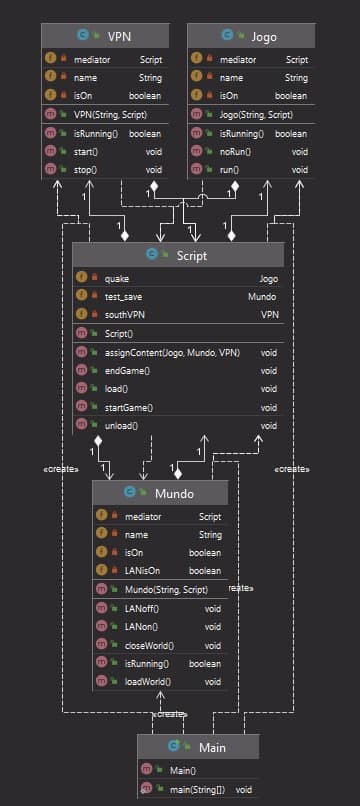 VPN
mediator Script
name String
isOn boolean
VPN(String, Script)
isRunning() boolean
start() void
stop() void
Jogo
mediator Script
name String
isOn boolean
Jogo(String, Script)
isRunning() boolean
noRun() void
run() void
1
1
1
1
1
1
1
1
Script
quake Jogo
test_save Mundo
southVPN VPN
Script()
assignContent(Jogo, Mundo, VPN) void
endGame() void
load() void
startGame() void
unload() void
1
1
1
1
«create»
«create»
Mundo
mediator Script
name String
isOn boolean
LANisOn boolean
Mundo(String, Script)
reate»
LANoff() void
LANon() void
closeWorld() void
isRunning() boolean
loadWorld() void
«create»
Main
Main()
main(String[]) void